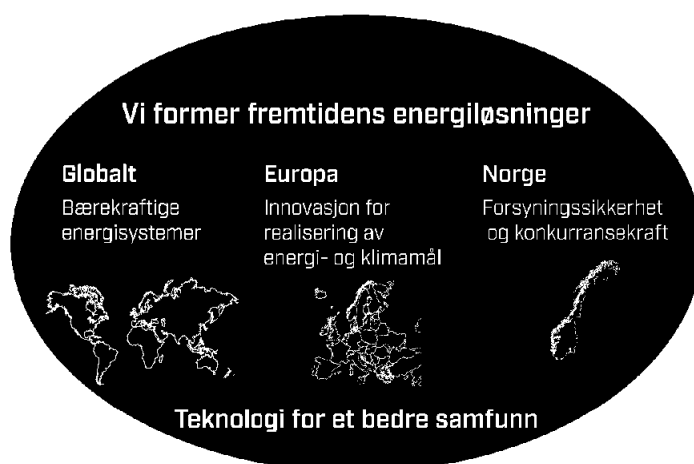 Vi former fremtidens energiløsninger
Globalt
Bærekraftige
energisystemer
Europa
Innovasjon for
realisering av
energi- og klimamål
Norge
Forsyningssikkerhet
og konkurransekraft
Teknologi for et bedre samfunn